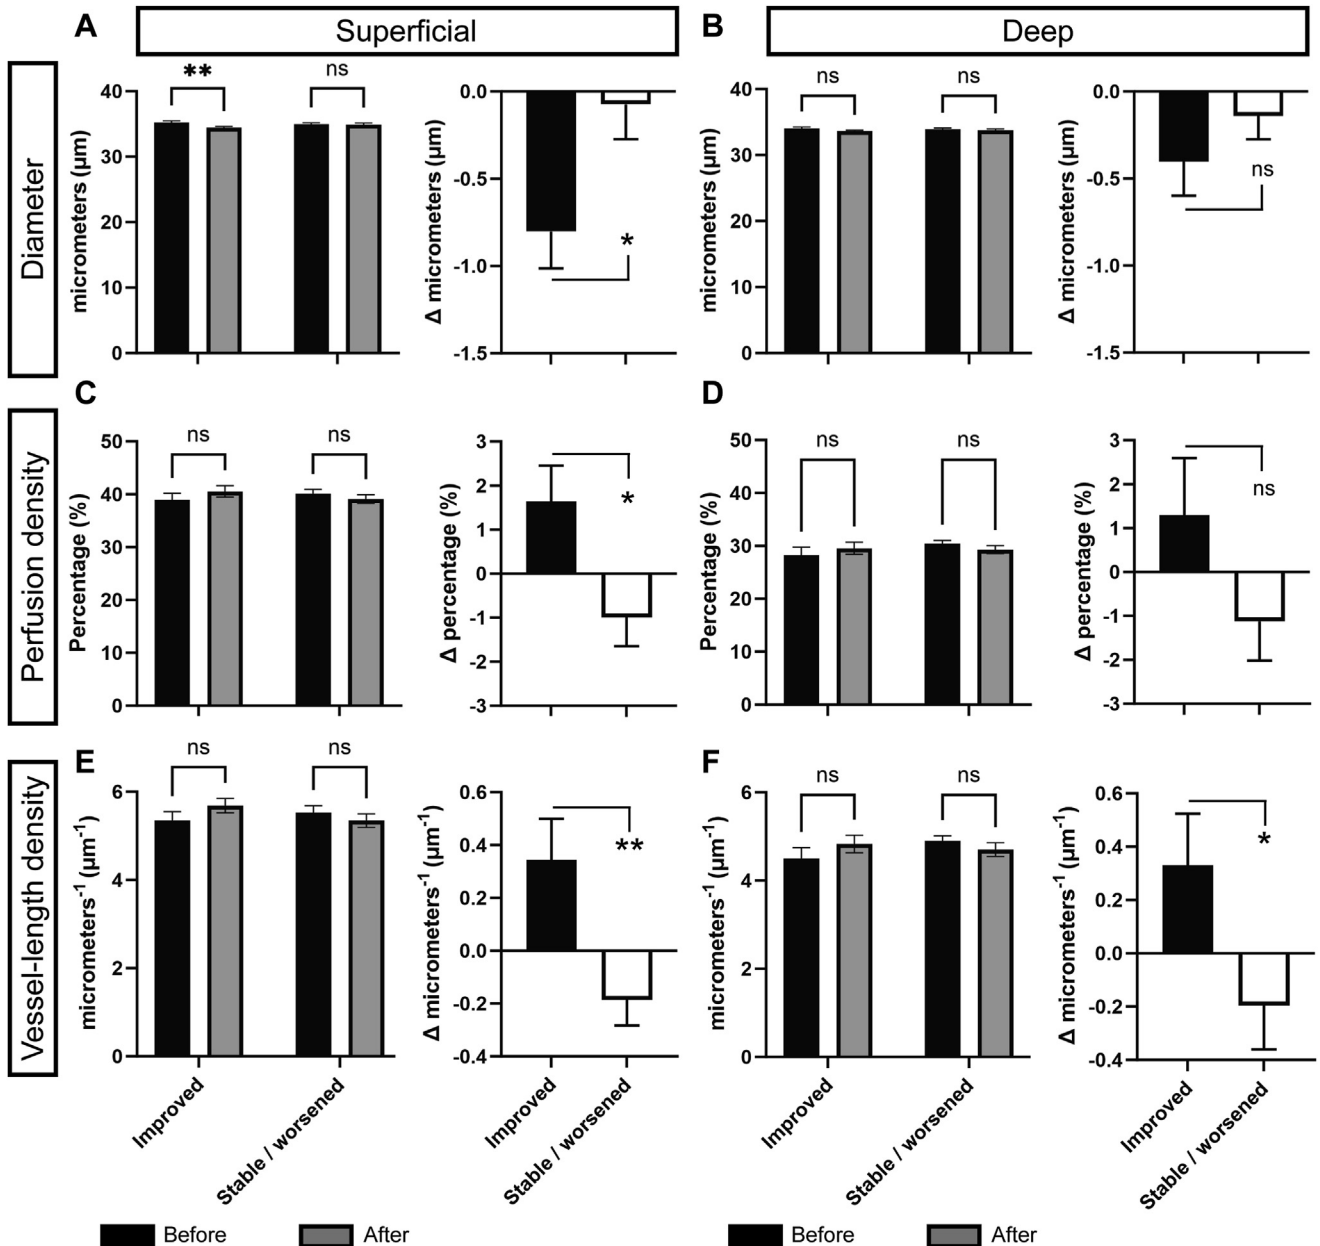 A
Superficial
B
Deep
Diameter
micrometers (µm)
40
30
20
10
0
**
ns
Δ micrometers (µm)
0.0
-0.5
-1.0
-1.5
*
micrometers (µm)
40
30
20
10
0
ns
ns
Δ micrometers (µm)
0.0
-0.5
-1.0
-1.5
ns
C
D
Perfusion density
Percentage (%)
50
40
30
20
10
0
ns
ns
Δ percentage (%)
3
2
1
0
-1
-2
-3
*
Percentage (%)
50
40
30
20
10
0
ns
ns
Δ percentage (%)
3
2
1
0
-1
-2
-3
ns
E
F
Vessel-length density
micrometers⁻¹ (µm⁻¹)
6
4
2
0
ns
ns
Δ micrometers⁻¹ (µm⁻¹)
0.6
0.4
0.2
0.0
-0.2
-0.4
**
micrometers⁻¹ (µm⁻¹)
6
4
2
0
ns
ns
Δ micrometers⁻¹ (µm⁻¹)
0.6
0.4
0.2
0.0
-0.2
-0.4
*
Improved
Stable / worsened
Improved
Stable / worsened
Improved
Stable / worsened
Improved
Stable / worsened
Before
After
Before
After